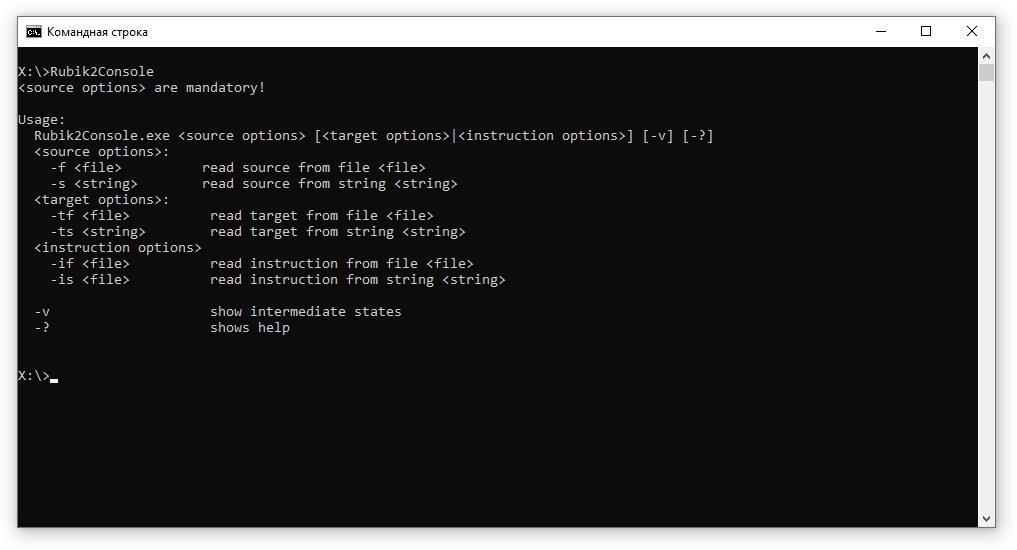 Командная строка
X:\>Rubik2Console
<source options> are mandatory!
Usage:
Rubik2Console.exe <source options> [<target options>|<instruction options>] [-v] [-?]
<source options>:
-f <file> read source from file <file>
-s <string> read source from string <string>
<target options>:
-tf <file> read target from file <file>
-ts <string> read target from string <string>
<instruction options>
-if <file> read instruction from file <file>
-is <file> read instruction from string <string>
-v show intermediate states
-? shows help
X:\>